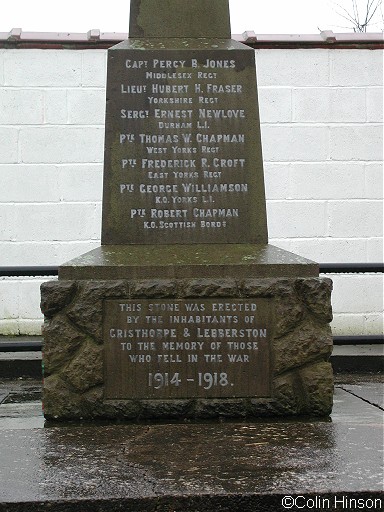 CAPT PERCY B. JONES
MIDDLESEX REGT
LIEUT HUBERT H. FRASER
YORKSHIRE REGT
SERGT ERNEST NEWLOVE
DURHAM L.I.
PTE THOMAS W. CHAPMAN
WEST YORKS REGT
PTE FREDERICK R. CROFT
EAST YORKS REGT
PTE GEORGE WILLIAMSON
K.O. YORKS L.I.
PTE ROBERT CHAPMAN
K.O. SCOTTISH BORDS
THIS STONE WAS ERECTED
BY THE INHABITANTS OF
GRISTHORPE & LEBBERSTON
TO THE MEMORY OF THOSE
WHO FELL IN THE WAR
1914-1918.
©Colin Hinson